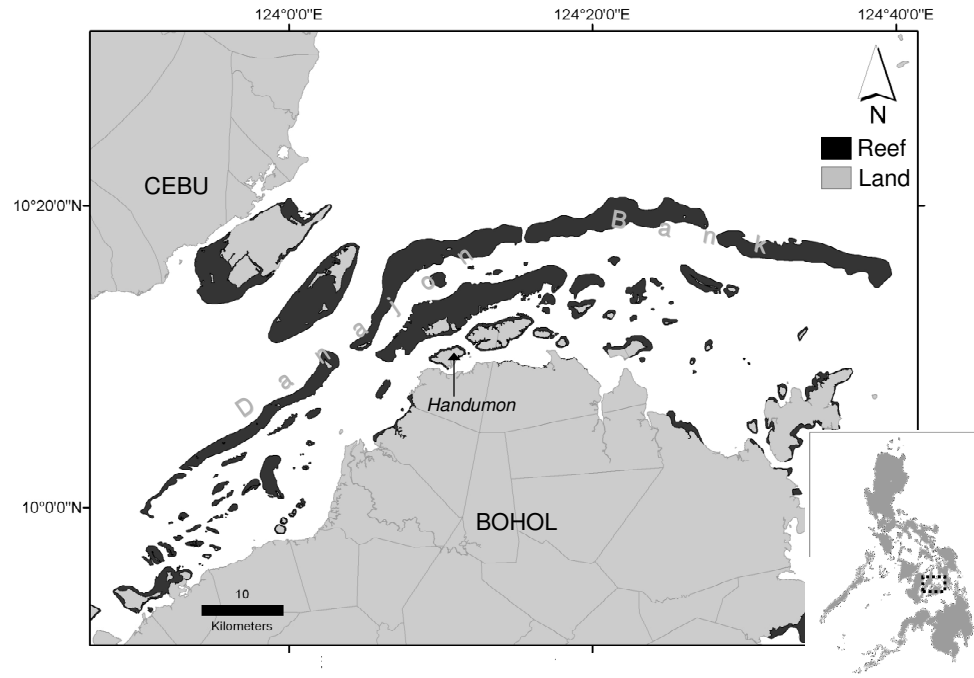 124°0'0"E
124°20'0"E
124°40'0"E
N
Reef
Land
CEBU
10°20'0"N
Danajon Bank
Handumon
10°0'0"N
BOHOL
10
Kilometers